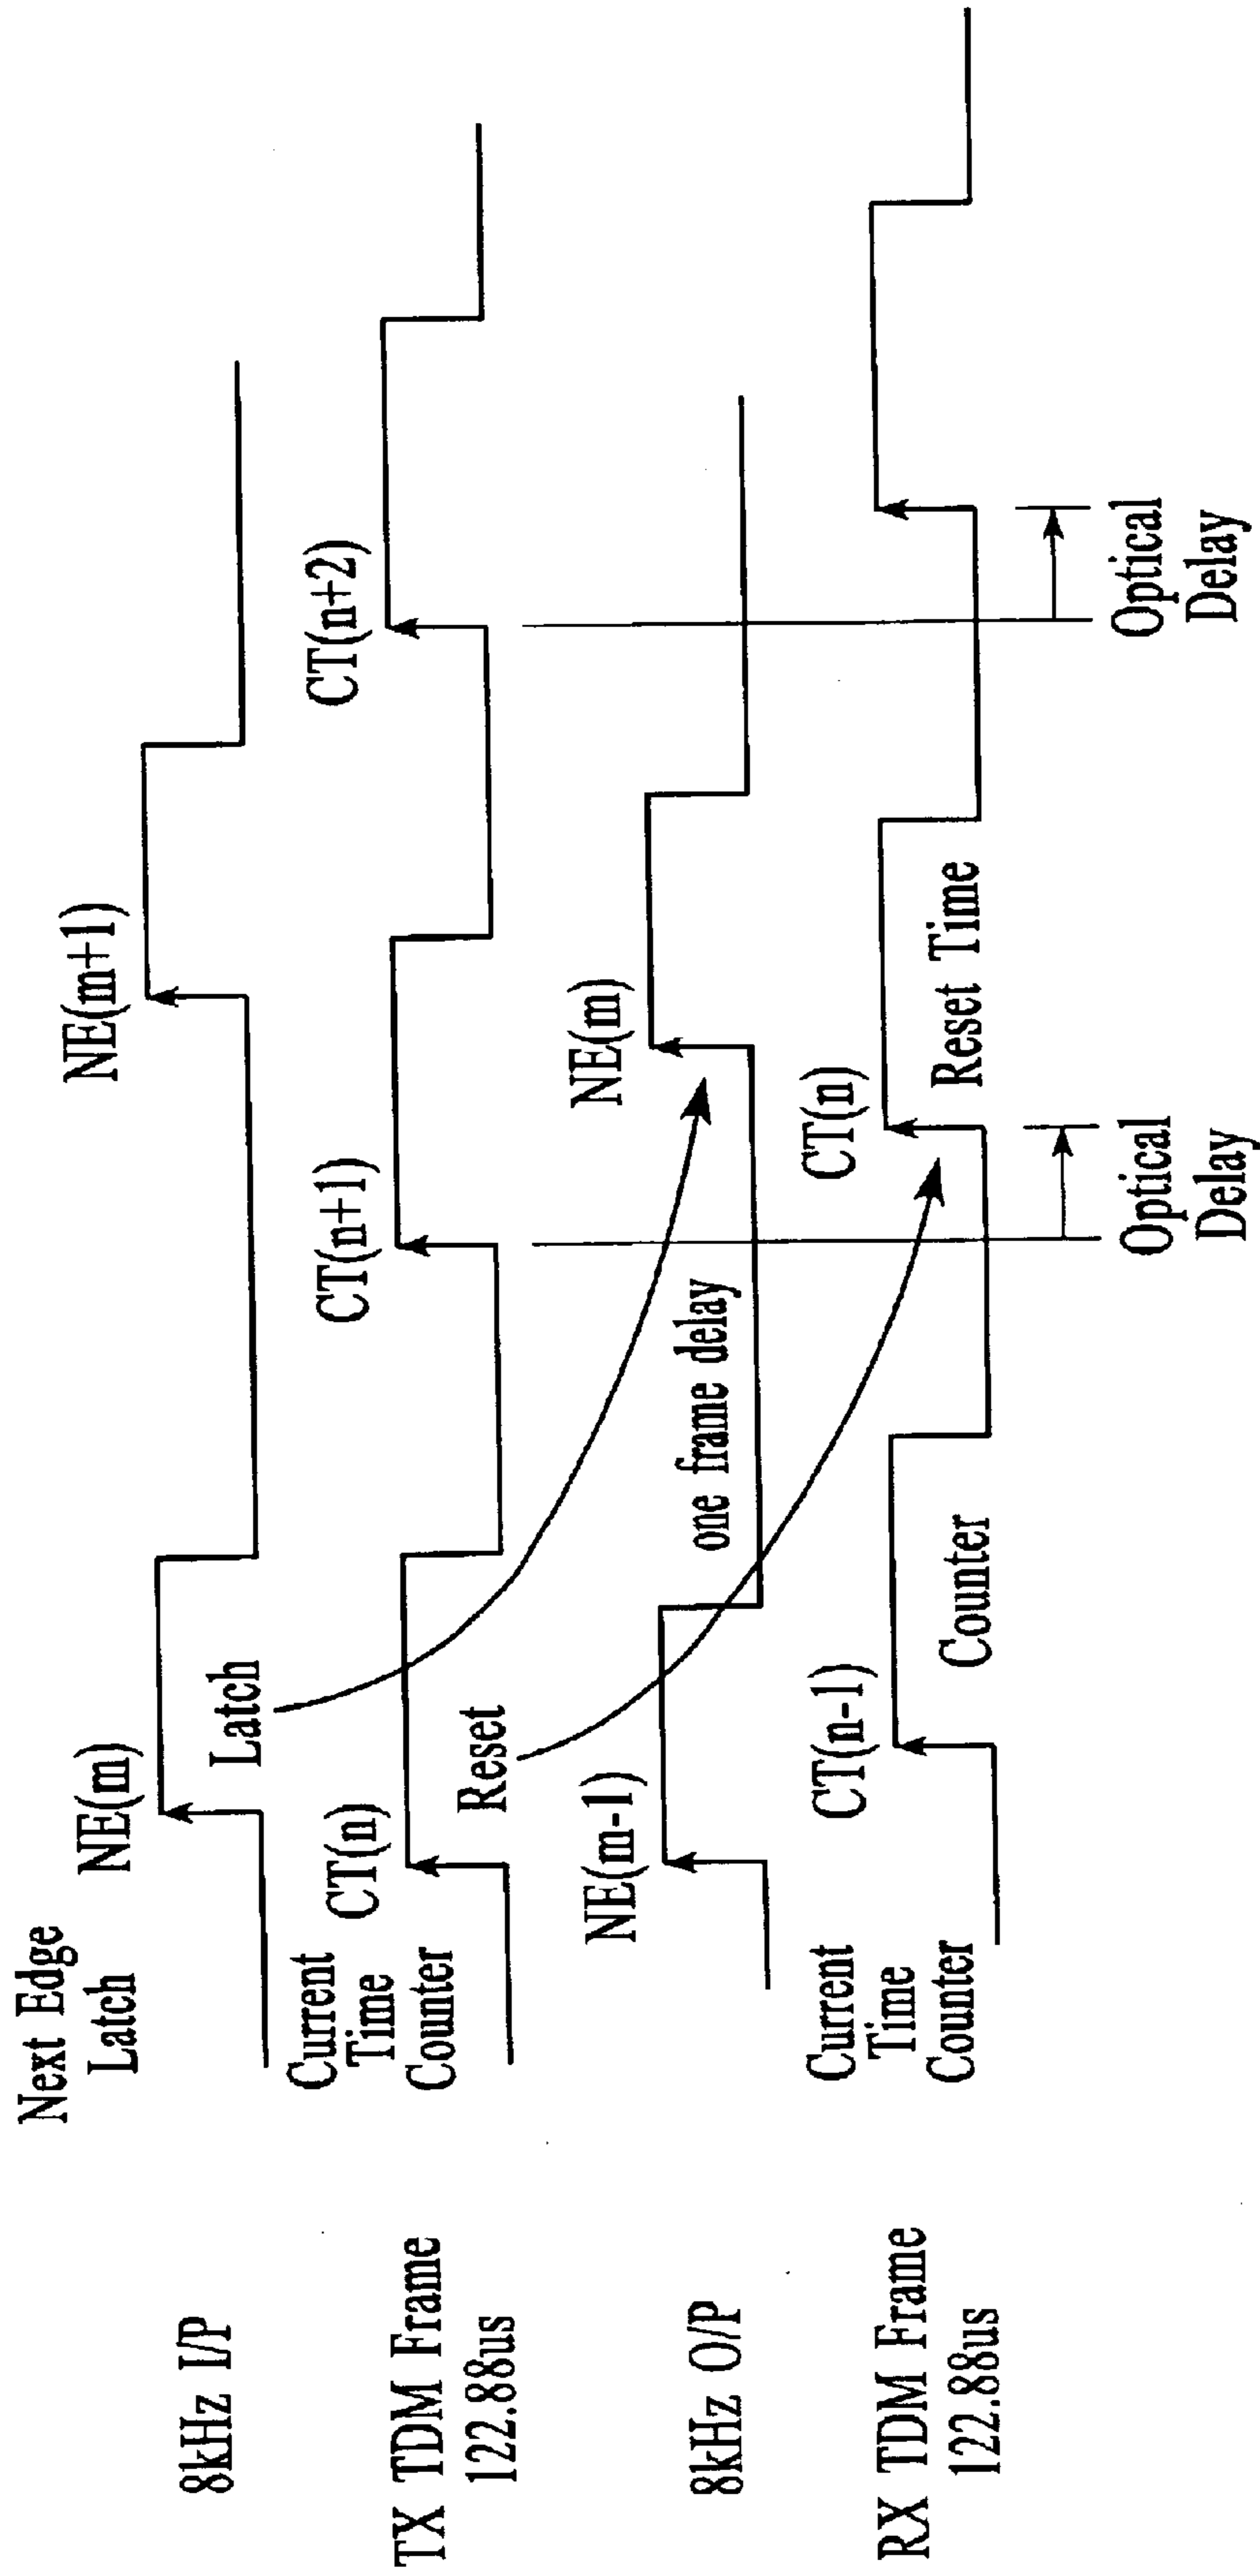 Next Edge
Latch
8kHz I/P
NE(m)
NE(m+1)
Latch
Current
Time
Counter
TX TDM Frame
122.88us
CT(n)
CT(n+1)
CT(n+2)
Reset
8kHz O/P
NE(m-1)
one frame delay
NE(m)
Current
Time
Counter
RX TDM Frame
122.88us
CT(n-1)
Counter
CT(n)
Reset Time
Optical
Delay
Optical
Delay